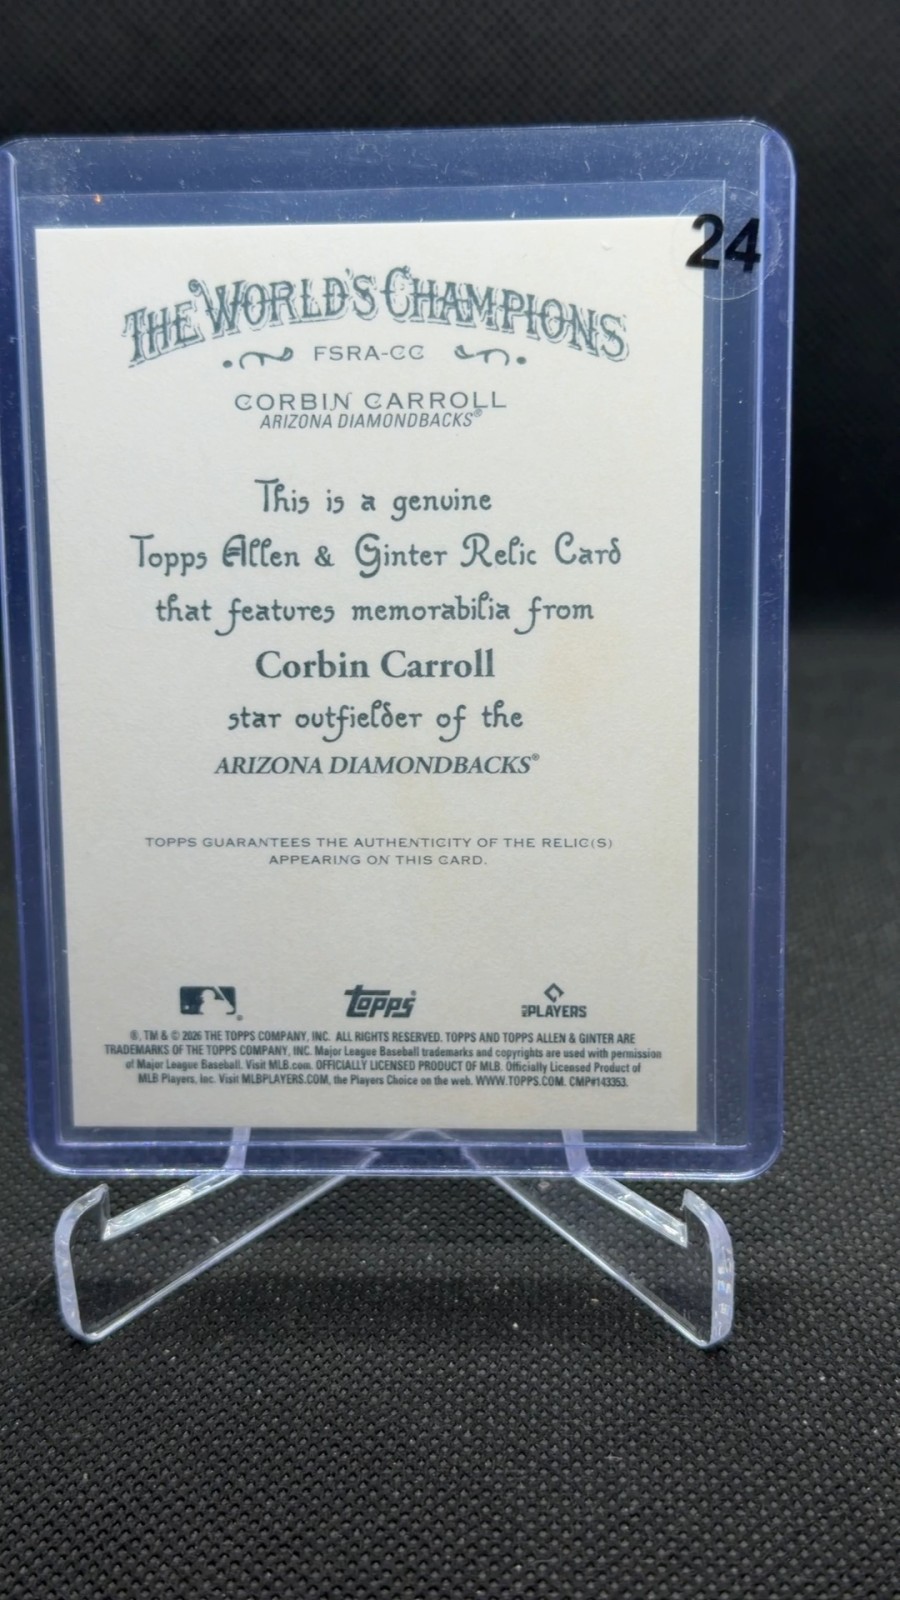 24
THE WORLD'S CHAMPIONS
FSRA-CC
CORBIN CARROLL
ARIZONA DIAMONDBACKS®
This is a genuine
Topps Allen & Ginter Relic Card
that features memorabilia from
Corbin Carroll
star outfielder of the
ARIZONA DIAMONDBACKS®
TOPPS GUARANTEES THE AUTHENTICITY OF THE RELIC(S)
APPEARING ON THIS CARD.
topps® PLAYERS
®, TM & © 2026 THE TOPPS COMPANY, INC. ALL RIGHTS RESERVED. TOPPS AND TOPPS ALLEN & GINTER ARE
TRADEMARKS OF THE TOPPS COMPANY, INC. Major League Baseball trademarks and copyrights are used with permission
of Major League Baseball. Visit MLB.com. OFFICIALLY LICENSED PRODUCT OF MLB. Officially Licensed Product of
MLB Players, Inc. Visit MLBPLAYERS.COM, the Players Choice on the web. WWW.TOPPS.COM. CMP#143353.